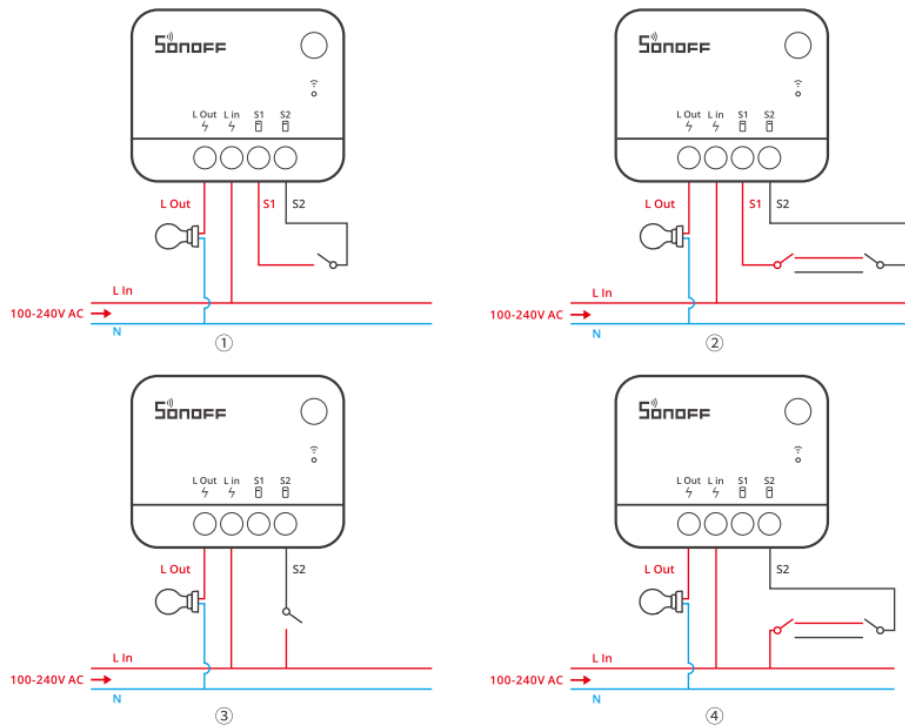 SONOFF
L Out L in S1 S2
L Out S1 S2
L In
100-240V AC
N
①
SONOFF
L Out L in S1 S2
L Out S1 S2
L In
100-240V AC
N
②
SONOFF
L Out L in S1 S2
L Out S2
L In
100-240V AC
N
③
SONOFF
L Out L in S1 S2
L Out S2
L In
100-240V AC
N
④